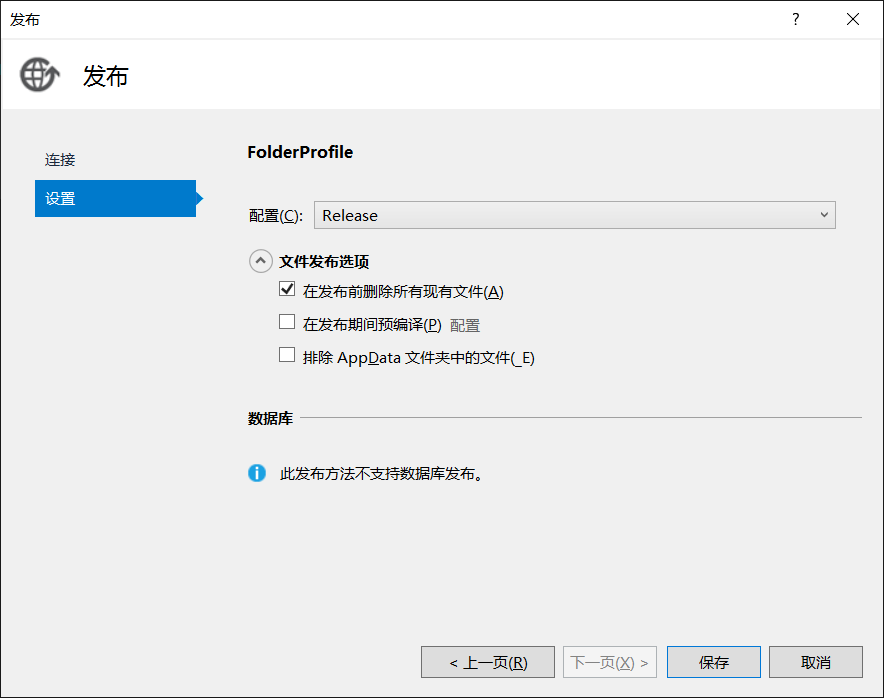 发布
?
发布
连接
设置
FolderProfile
配置(C): Release
文件发布选项
在发布前删除所有现有文件(A)
在发布期间预编译(P) 配置
排除 AppData 文件夹中的文件(_E)
数据库
此发布方法不支持数据库发布。
< 上一页(R) 下一页(X) > 保存 取消